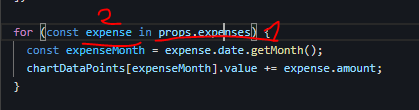 2
for (const expense in props.expenses) {
1
const expenseMonth = expense.date.getMonth();
chartDataPoints[expenseMonth].value += expense.amount;
}